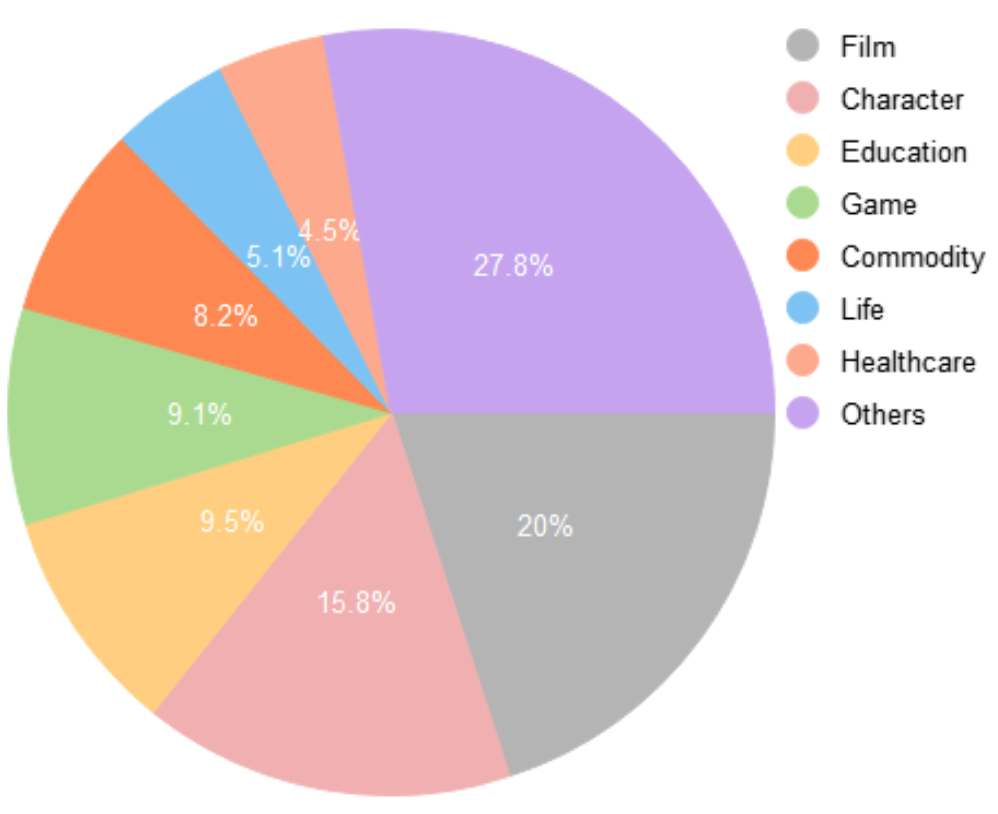 Film
Character
Education
Game
Commodity
Life
Healthcare
Others
4.5%
5.1%
27.8%
8.2%
9.1%
9.5%
20%
15.8%